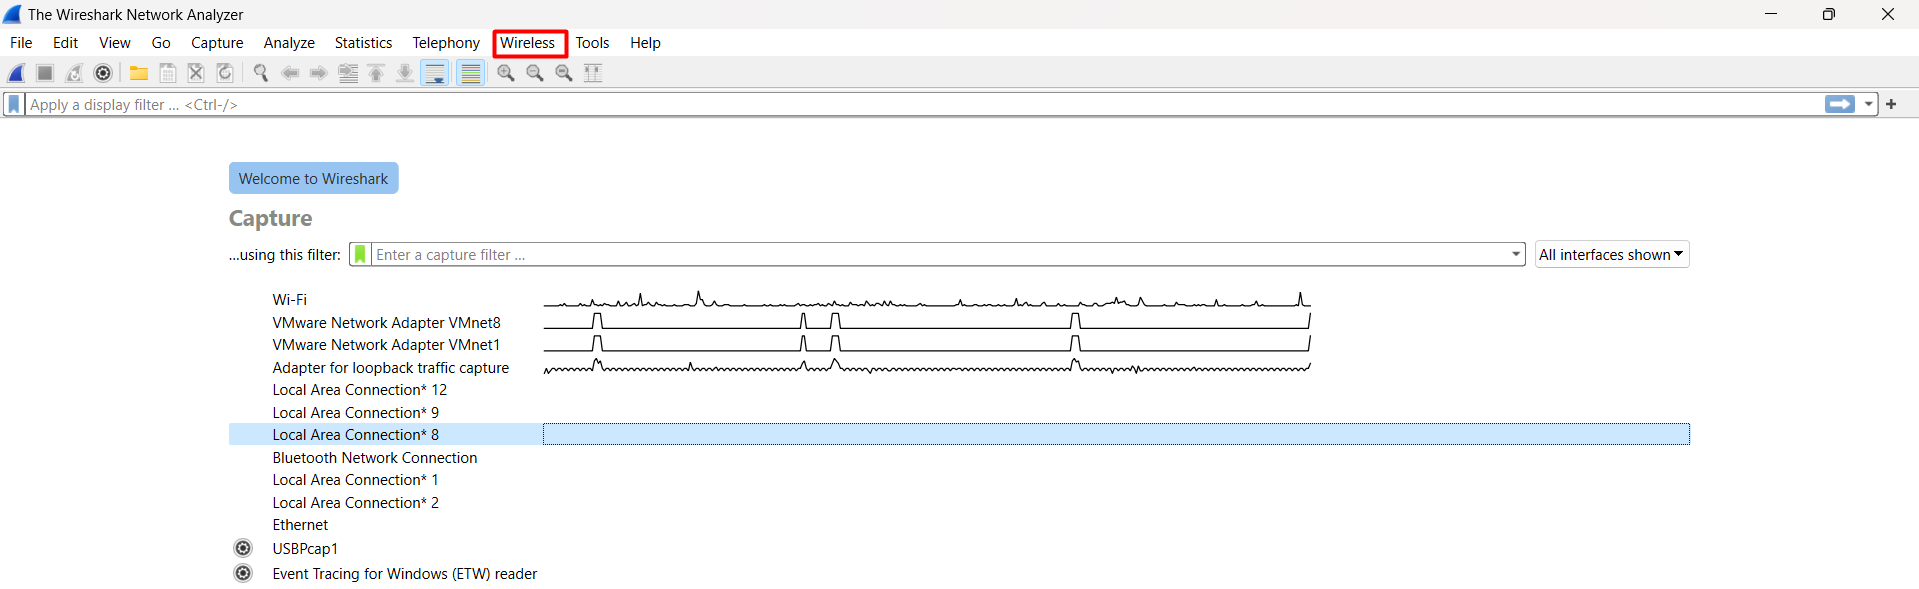 The Wireshark Network Analyzer
File Edit View Go Capture Analyze Statistics Telephony Wireless Tools Help
Apply a display filter ... <Ctrl-/>
Welcome to Wireshark
Capture
...using this filter: Enter a capture filter ... All interfaces shown
Wi-Fi
VMware Network Adapter VMnet8
VMware Network Adapter VMnet1
Adapter for loopback traffic capture
Local Area Connection* 12
Local Area Connection* 9
Local Area Connection* 8
Bluetooth Network Connection
Local Area Connection* 1
Local Area Connection* 2
Ethernet
USBPcap1
Event Tracing for Windows (ETW) reader